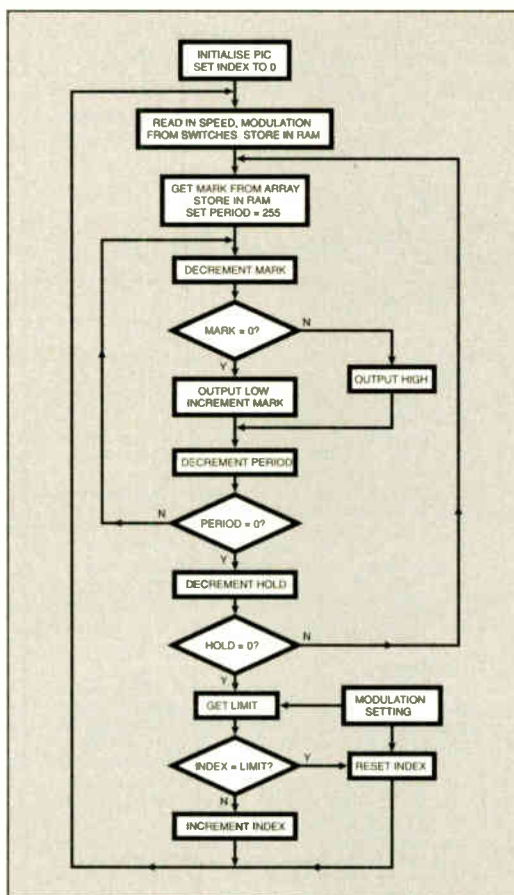 INITIALISE PIC
SET INDEX TO 0
READ IN SPEED, MODULATION
FROM SWITCHES STORE IN RAM
GET MARK FROM ARRAY
STORE IN RAM
SET PERIOD = 255
DECREMENT MARK
MARK = 0?
N
Y
OUTPUT LOW
INCREMENT MARK
OUTPUT HIGH
DECREMENT PERIOD
PERIOD = 0?
N
Y
DECREMENT HOLD
HOLD = 0?
N
Y
GET LIMIT
MODULATION
SETTING
INDEX = LIMIT?
Y
RESET INDEX
N
INCREMENT INDEX